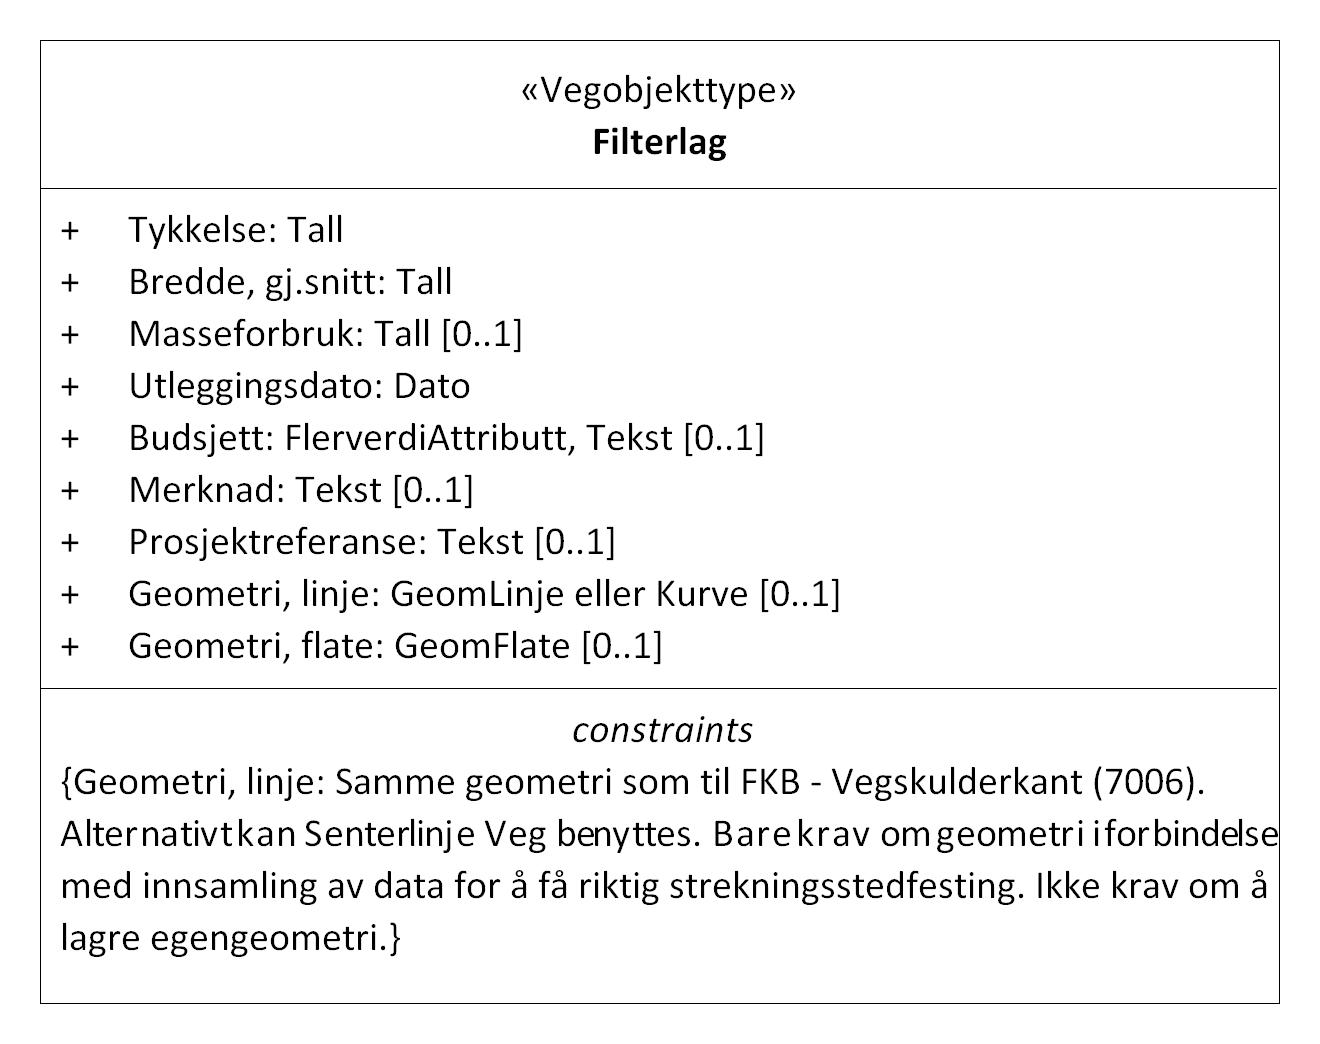 «Vegobjekttype»
Filterlag
+ Tykkelse: Tall
+ Bredde, gj.snitt: Tall
+ Masseforbruk: Tall [0..1]
+ Utleggingsdato: Dato
+ Budsjett: FlerverdiAttributt, Tekst [0..1]
+ Merknad: Tekst [0..1]
+ Prosjektreferanse: Tekst [0..1]
+ Geometri, linje: GeomLinje eller Kurve [0..1]
+ Geometri, flate: GeomFlate [0..1]
constraints
{Geometri, linje: Samme geometri som til FKB - Vegskulderkant (7006).
Alternativt kan Senterlinje Veg benyttes. Bare krav om geometri i forbindelse
med innsamling av data for å få riktig strekningsstedfesting. Ikke krav om å
lagre egengeometri.}